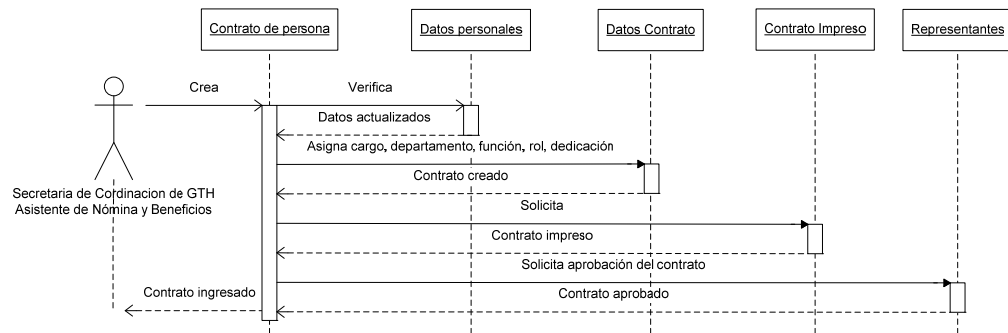 Contrato de persona
Datos personales
Datos Contrato
Contrato Impreso
Representantes
Crea
Verifica
Datos actualizados
Asigna cargo, departamento, función, rol, dedicación
Contrato creado
Secretaria de Cordinacion de GTH
Asistente de Nómina y Beneficios
Solicita
Contrato impreso
Solicita aprobación del contrato
Contrato ingresado
Contrato aprobado